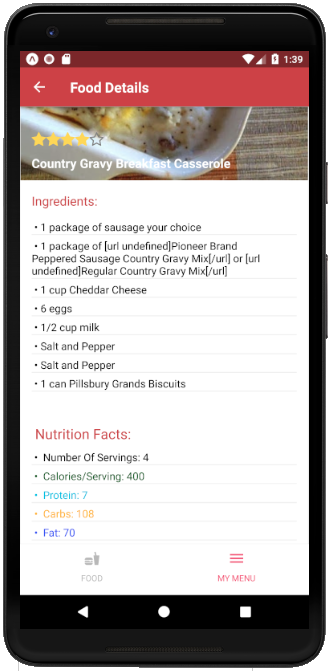 1:39
Food Details
Country Gravy Breakfast Casserole
Ingredients:
• 1 package of sausage your choice
• 1 package of [url undefined]Pioneer Brand
Peppered Sausage Country Gravy Mix[/url] or [url
undefined]Regular Country Gravy Mix[/url]
• 1 cup Cheddar Cheese
• 6 eggs
• 1/2 cup milk
• Salt and Pepper
• Salt and Pepper
• 1 can Pillsbury Grands Biscuits
Nutrition Facts:
• Number Of Servings: 4
• Calories/Serving: 400
• Protein: 7
• Carbs: 108
• Fat: 70
FOOD
MY MENU